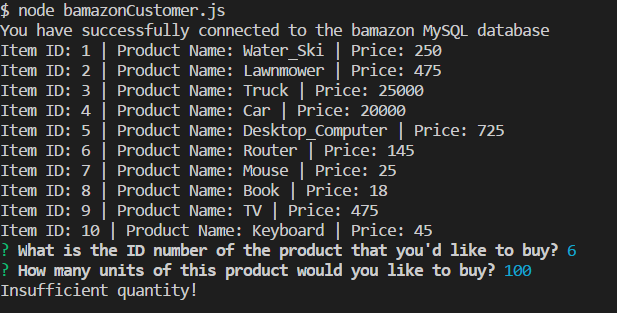 $ node bamazonCustomer.js
You have successfully connected to the bamazon MySQL database
Item ID: 1 | Product Name: Water_Ski | Price: 250
Item ID: 2 | Product Name: Lawnmower | Price: 475
Item ID: 3 | Product Name: Truck | Price: 25000
Item ID: 4 | Product Name: Car | Price: 20000
Item ID: 5 | Product Name: Desktop_Computer | Price: 725
Item ID: 6 | Product Name: Router | Price: 145
Item ID: 7 | Product Name: Mouse | Price: 25
Item ID: 8 | Product Name: Book | Price: 18
Item ID: 9 | Product Name: TV | Price: 475
Item ID: 10 | Product Name: Keyboard | Price: 45
? What is the ID number of the product that you'd like to buy? 6
? How many units of this product would you like to buy? 100
Insufficient quantity!